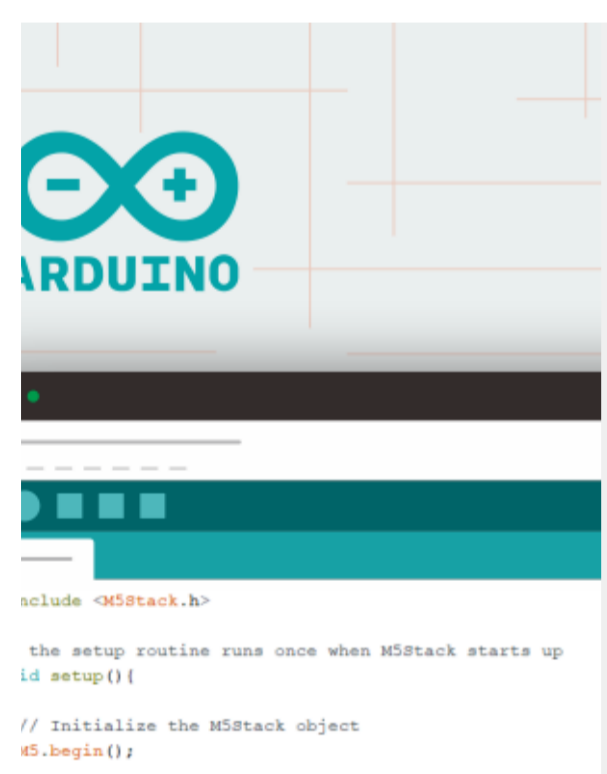 ARDUINO
nclude <M5Stack.h>
the setup routine runs once when M5Stack starts up
id setup(){
// Initialize the M5Stack object
M5.begin();